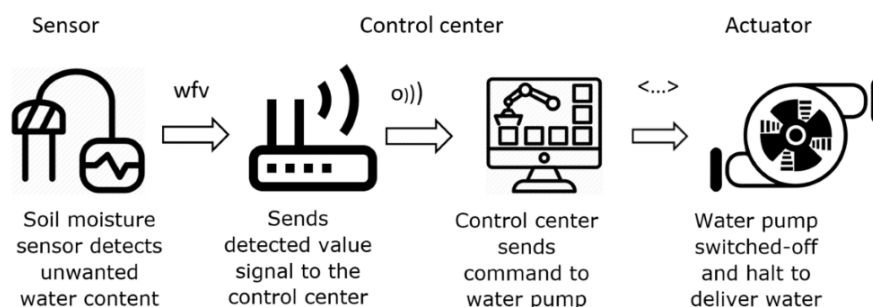 Sensor
Control center
Actuator
wfv
o)))
<...>
Soil moisture
sensor detects
unwanted
water content
Sends
detected value
signal to the
control center
Control center
sends
command to
water pump
Water pump
switched-off
and halt to
deliver water